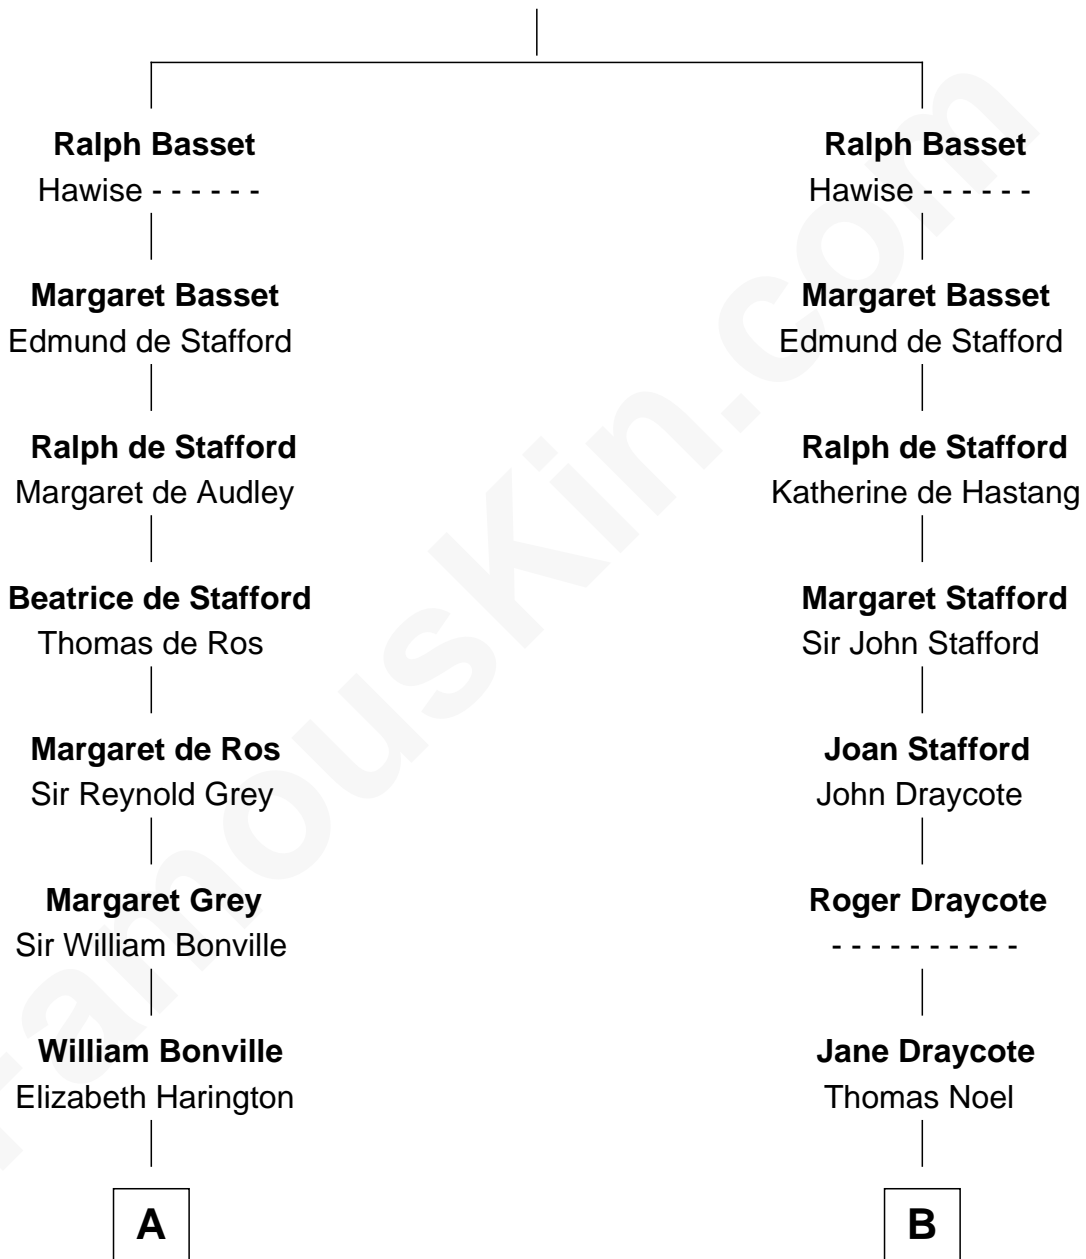 Ralph Basset
Hawise - - - - - -
Margaret Basset
Edmund de Stafford
Ralph de Stafford
Margaret de Audley
Beatrice de Stafford
Thomas de Ros
Margaret de Ros
Sir Reynold Grey
Margaret Grey
Sir William Bonville
William Bonville
Elizabeth Harington
A
Ralph Basset
Hawise - - - - - -
Margaret Basset
Edmund de Stafford
Ralph de Stafford
Katherine de Hastang
Margaret Stafford
Sir John Stafford
Joan Stafford
John Draycote
Roger Draycote
- - - - - - - - - -
Jane Draycote
Thomas Noel
B
FamousKin.com